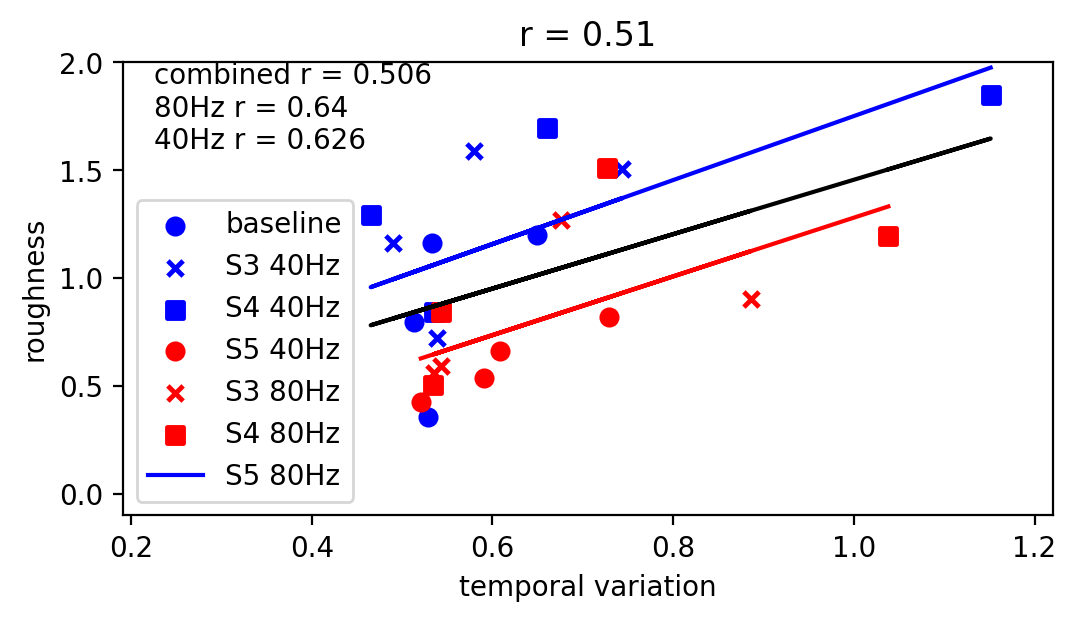 r = 0.51
combined r = 0.506
80Hz r = 0.64
40Hz r = 0.626
baseline
S3 40Hz
S4 40Hz
S5 40Hz
S3 80Hz
S4 80Hz
S5 80Hz
roughness
2.0
1.5
1.0
0.5
0.0
0.2
0.4
0.6
0.8
1.0
1.2
temporal variation